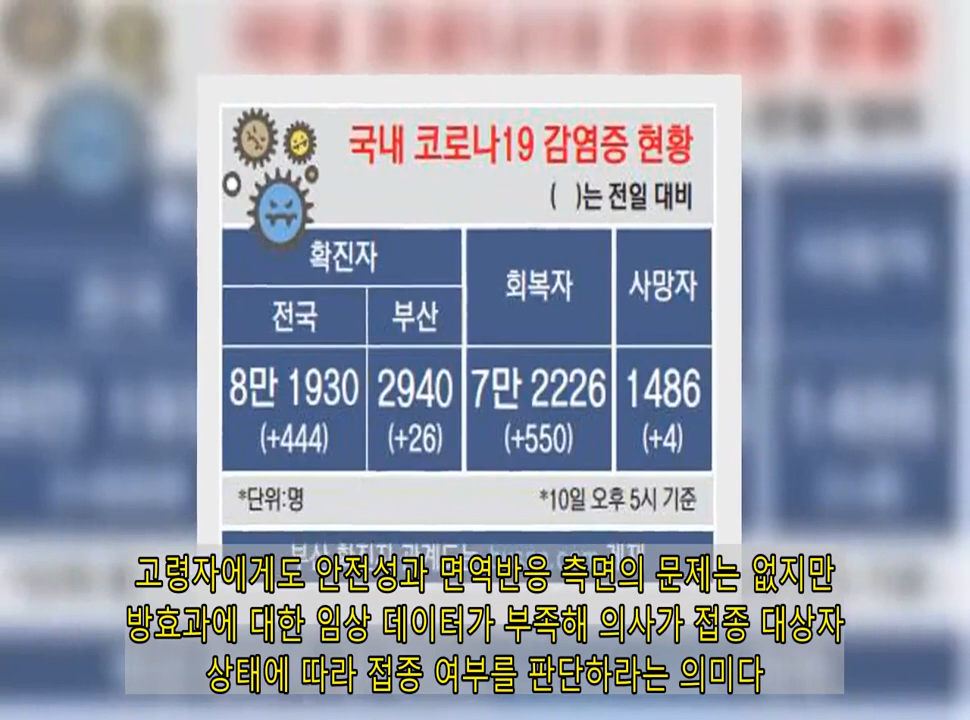 국내 코로나19 감염증 현황
( )는 전일 대비
확진자
회복자
사망자
전국
부산
8만 1930
2940
7만 2226
1486
(+444)
(+26)
(+550)
(+4)
*단위:명
*10일 오후 5시 기준
고령자에게도 안전성과 면역반응 측면의 문제는 없지만
방효과에 대한 임상 데이터가 부족해 의사가 접종 대상자
상태에 따라 접종 여부를 판단하라는 의미다